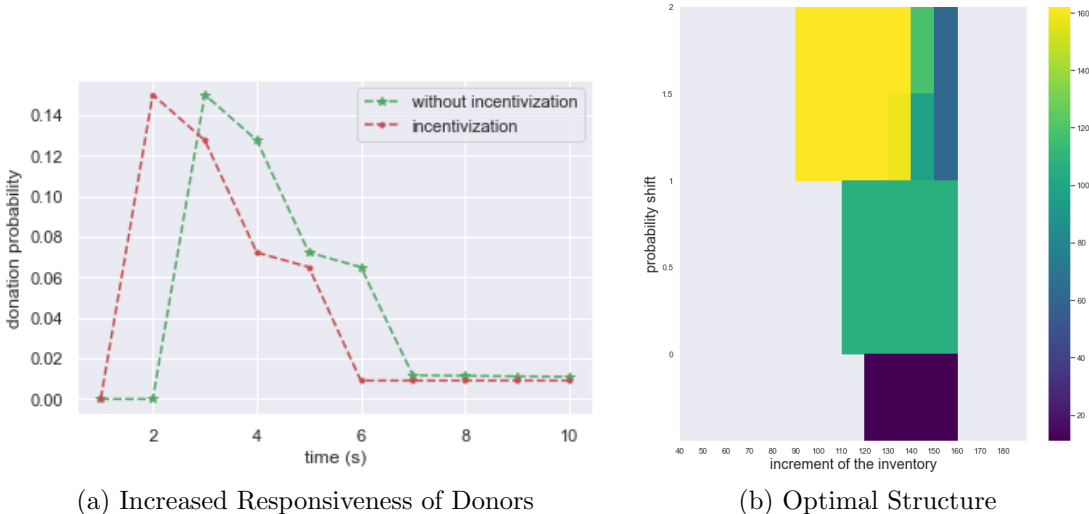 0.14
0.12
0.10
0.08
0.06
0.04
0.02
0.00
donation probability
without incentivization
incentivization
2 4 6 8 10
time (s)
(a) Increased Responsiveness of Donors
2
1.5
1
0.5
0
probability shift
40 50 60 70 80 90 100 110 120 130 140 150 160 170 180
increment of the inventory
160
140
120
100
80
60
40
20
(b) Optimal Structure